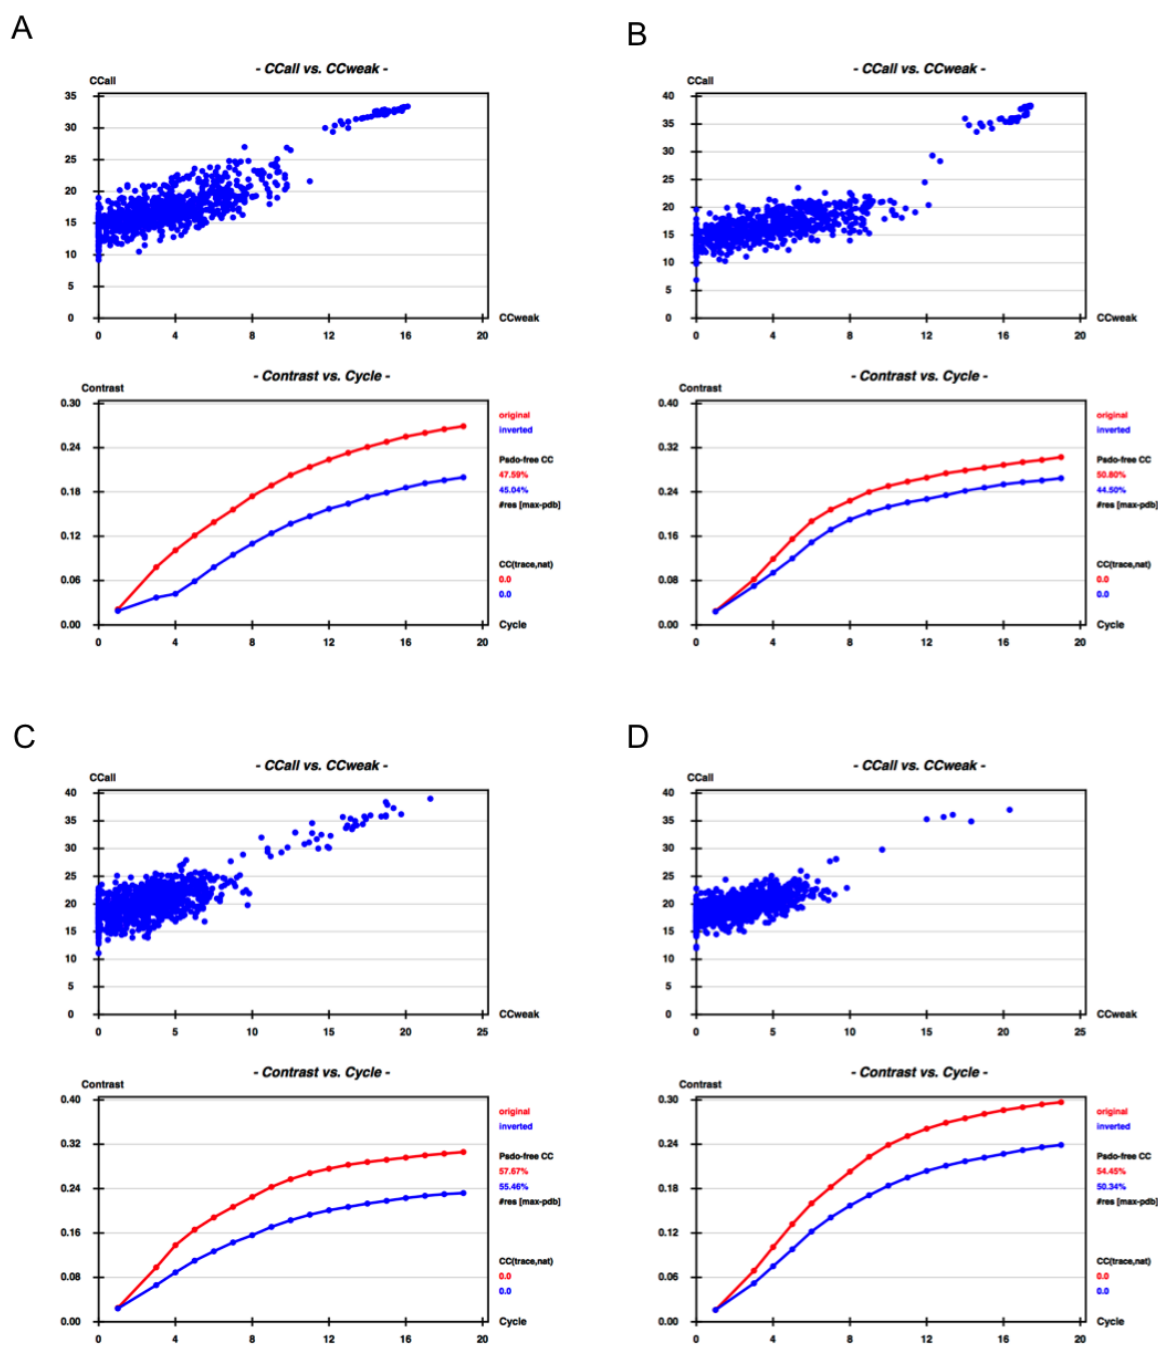 A
- CCall vs. CCweak -
CCall
35
30
25
20
15
10
5
0
0 4 8 12 16 20
CCweak
- Contrast vs. Cycle -
Contrast
0.30
0.24
0.18
0.12
0.06
0.00
0 4 8 12 16 20
Cycle
original
inverted
Psdo-free CC
47.59%
45.04%
#res [max-pdb]
CC(trace,nat)
0.0
0.0
B
- CCall vs. CCweak -
CCall
40
35
30
25
20
15
10
5
0
0 4 8 12 16 20
CCweak
- Contrast vs. Cycle -
Contrast
0.40
0.32
0.24
0.16
0.08
0.00
0 4 8 12 16 20
Cycle
original
inverted
Psdo-free CC
50.80%
44.50%
#res [max-pdb]
CC(trace,nat)
0.0
0.0
C
- CCall vs. CCweak -
CCall
40
35
30
25
20
15
10
5
0
0 5 10 15 20 25
CCweak
- Contrast vs. Cycle -
Contrast
0.40
0.32
0.24
0.16
0.08
0.00
0 4 8 12 16 20
Cycle
original
inverted
Psdo-free CC
57.67%
55.46%
#res [max-pdb]
CC(trace,nat)
0.0
0.0
D
- CCall vs. CCweak -
CCall
40
35
30
25
20
15
10
5
0
0 5 10 15 20 25
CCweak
- Contrast vs. Cycle -
Contrast
0.30
0.24
0.18
0.12
0.06
0.00
0 4 8 12 16 20
Cycle
original
inverted
Psdo-free CC
54.45%
50.34%
#res [max-pdb]
CC(trace,nat)
0.0
0.0